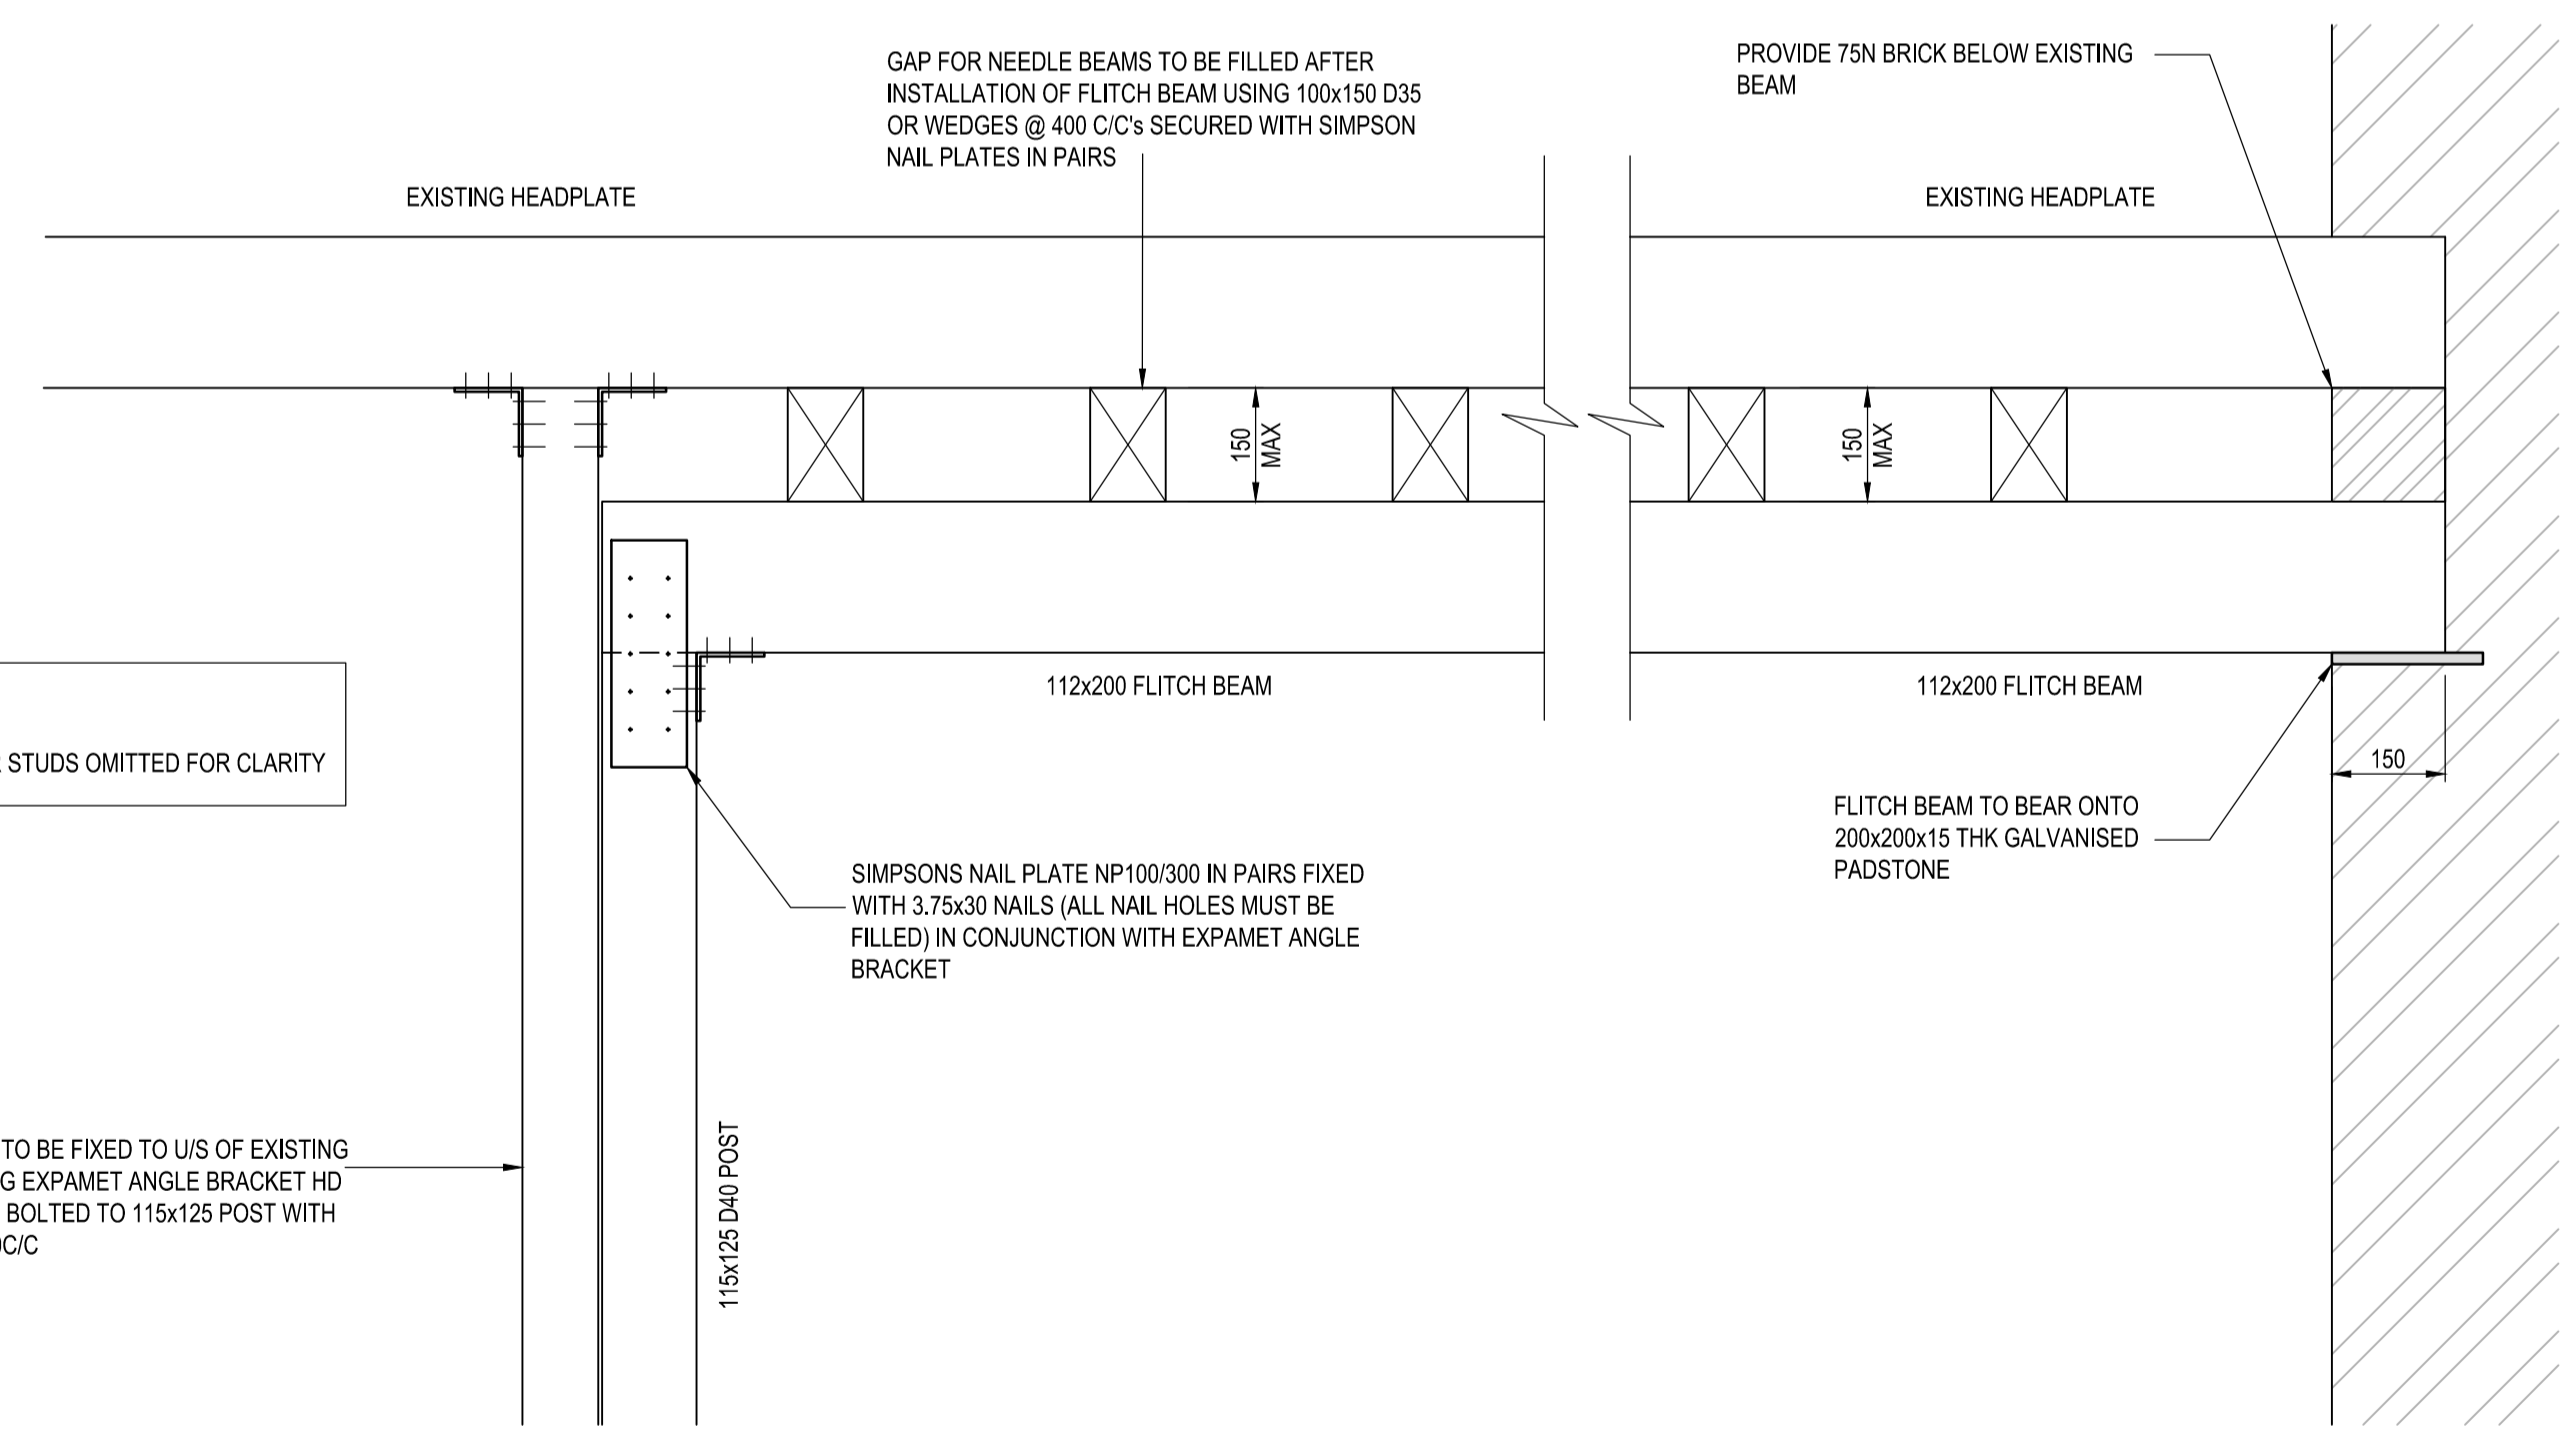 GAP FOR NEEDLE BEAMS TO BE FILLED AFTER
INSTALLATION OF FLITCH BEAM USING 100x150 D35
OR WEDGES @ 400 C/C's SECURED WITH SIMPSON
NAIL PLATES IN PAIRS
PROVIDE 75N BRICK BELOW EXISTING
BEAM
EXISTING HEADPLATE
EXISTING HEADPLATE
150
MAX
150
MAX
112x200 FLITCH BEAM
112x200 FLITCH BEAM
STUDS OMITTED FOR CLARITY
150
FLITCH BEAM TO BEAR ONTO
200x200x15 THK GALVANISED
PADSTONE
SIMPSONS NAIL PLATE NP100/300 IN PAIRS FIXED
WITH 3.75x30 NAILS (ALL NAIL HOLES MUST BE
FILLED) IN CONJUNCTION WITH EXPAMET ANGLE
BRACKET
TO BE FIXED TO U/S OF EXISTING
G EXPAMET ANGLE BRACKET HD
BOLTED TO 115x125 POST WITH
C/C
115x125 D40 POST